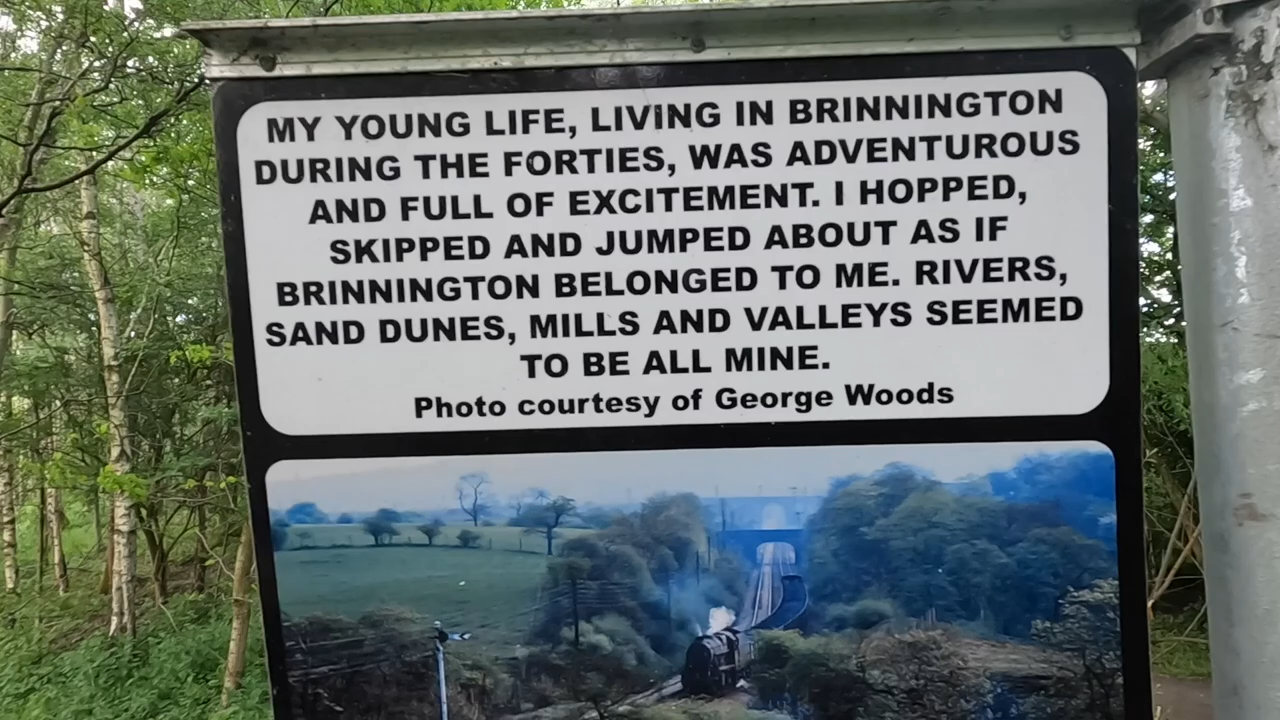 MY YOUNG LIFE, LIVING IN BRINNINGTON
DURING THE FORTIES, WAS ADVENTUROUS
AND FULL OF EXCITEMENT. I HOPPED,
SKIPPED AND JUMPED ABOUT AS IF
BRINNINGTON BELONGED TO ME. RIVERS,
SAND DUNES, MILLS AND VALLEYS SEEMED
TO BE ALL MINE.
Photo courtesy of George Woods